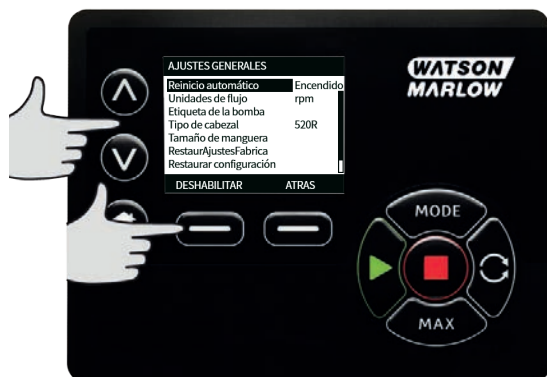 AJUSTES GENERALES
Reinicio automático Encendido
Unidades de flujo rpm
Etiqueta de la bomba
Tipo de cabezal 520R
Tamaño de manguera
RestaurAjustesFabrica
Restaurar configuración
DESHABILITAR ATRAS
WATSON
MARLOW
MODE
MAX